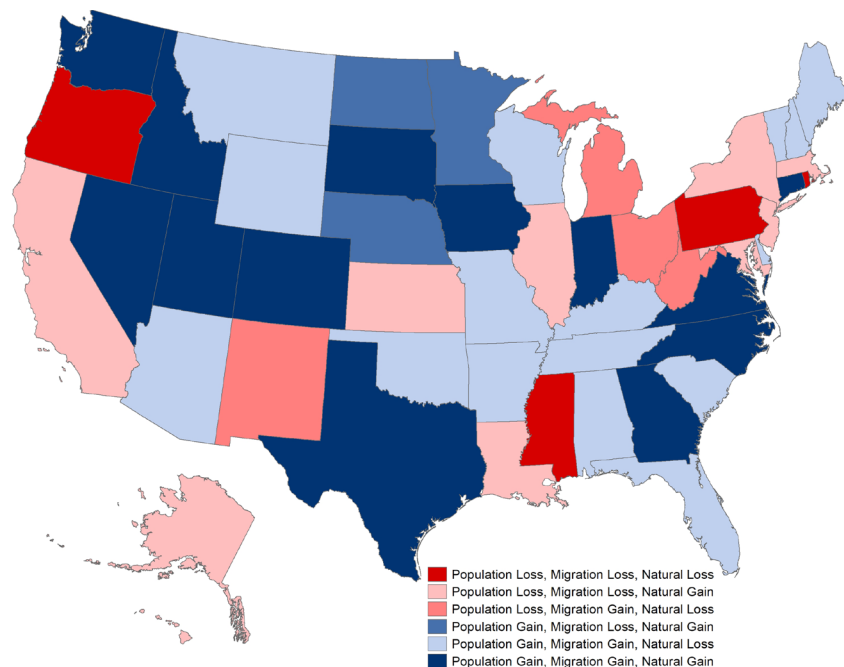 Population Loss, Migration Loss, Natural Loss
Population Loss, Migration Loss, Natural Gain
Population Loss, Migration Gain, Natural Loss
Population Gain, Migration Loss, Natural Gain
Population Gain, Migration Gain, Natural Loss
Population Gain, Migration Gain, Natural Gain